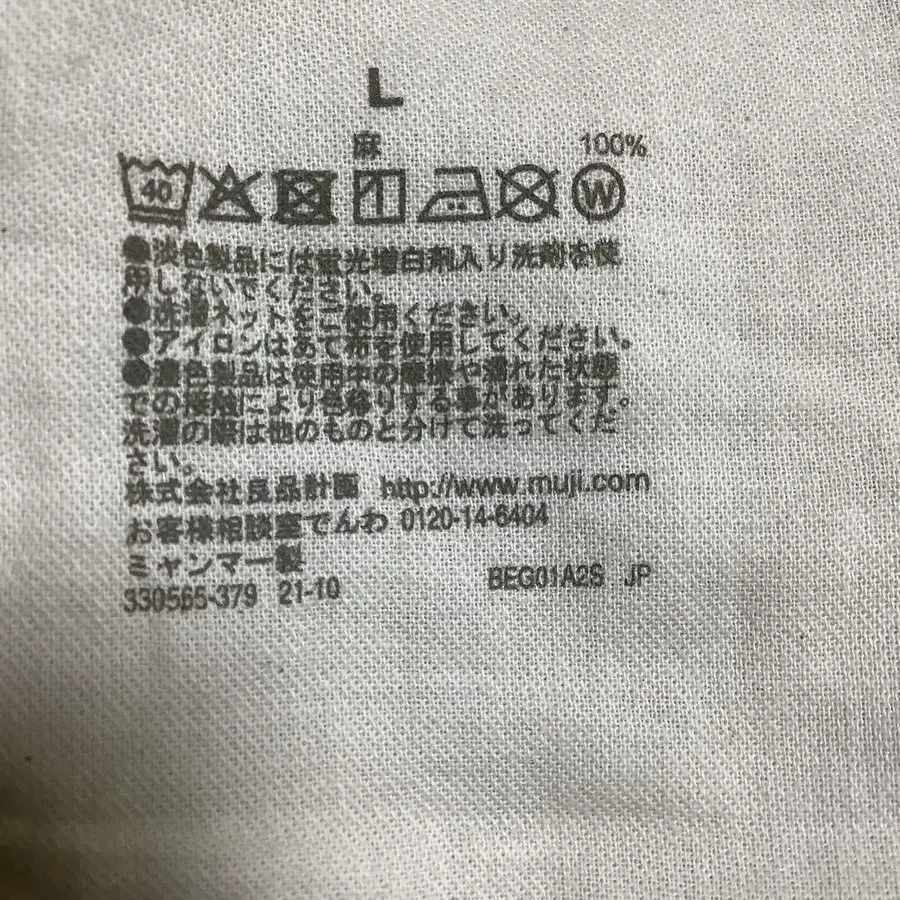 L
麻 100%
40 W
●淡色製品には蛍光増白剤入り洗剤を使
用しないでください。
●洗濯ネットをご使用ください。
●アイロンはあて布を使用してください。
●濃色製品は使用中の摩擦や濡れた状態
での接触により色移りする事があります。
洗濯の際は他のものと分けて洗ってくだ
さい。
株式会社良品計画 http://www.muji.com
お客様相談室でんわ 0120-14-6404
ミャンマー製
330565-379 21-10 BEG01A2S JP